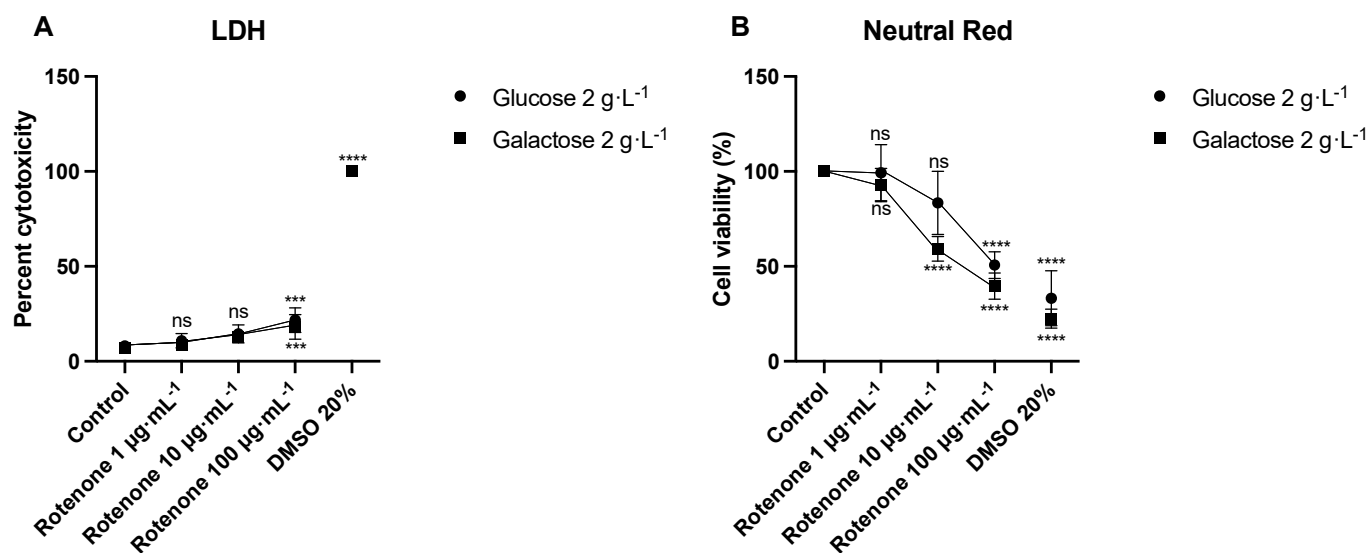 A
LDH
Percent cytotoxicity
150
100
50
0
****
ns
ns
***
***
Control
Rotenone 1 µg·mL⁻¹
Rotenone 10 µg·mL⁻¹
Rotenone 100 µg·mL⁻¹
DMSO 20%
Glucose 2 g·L⁻¹
Galactose 2 g·L⁻¹
B
Neutral Red
Cell viability (%)
150
100
50
0
ns
ns
ns
****
****
****
****
****
Control
Rotenone 1 µg·mL⁻¹
Rotenone 10 µg·mL⁻¹
Rotenone 100 µg·mL⁻¹
DMSO 20%
Glucose 2 g·L⁻¹
Galactose 2 g·L⁻¹